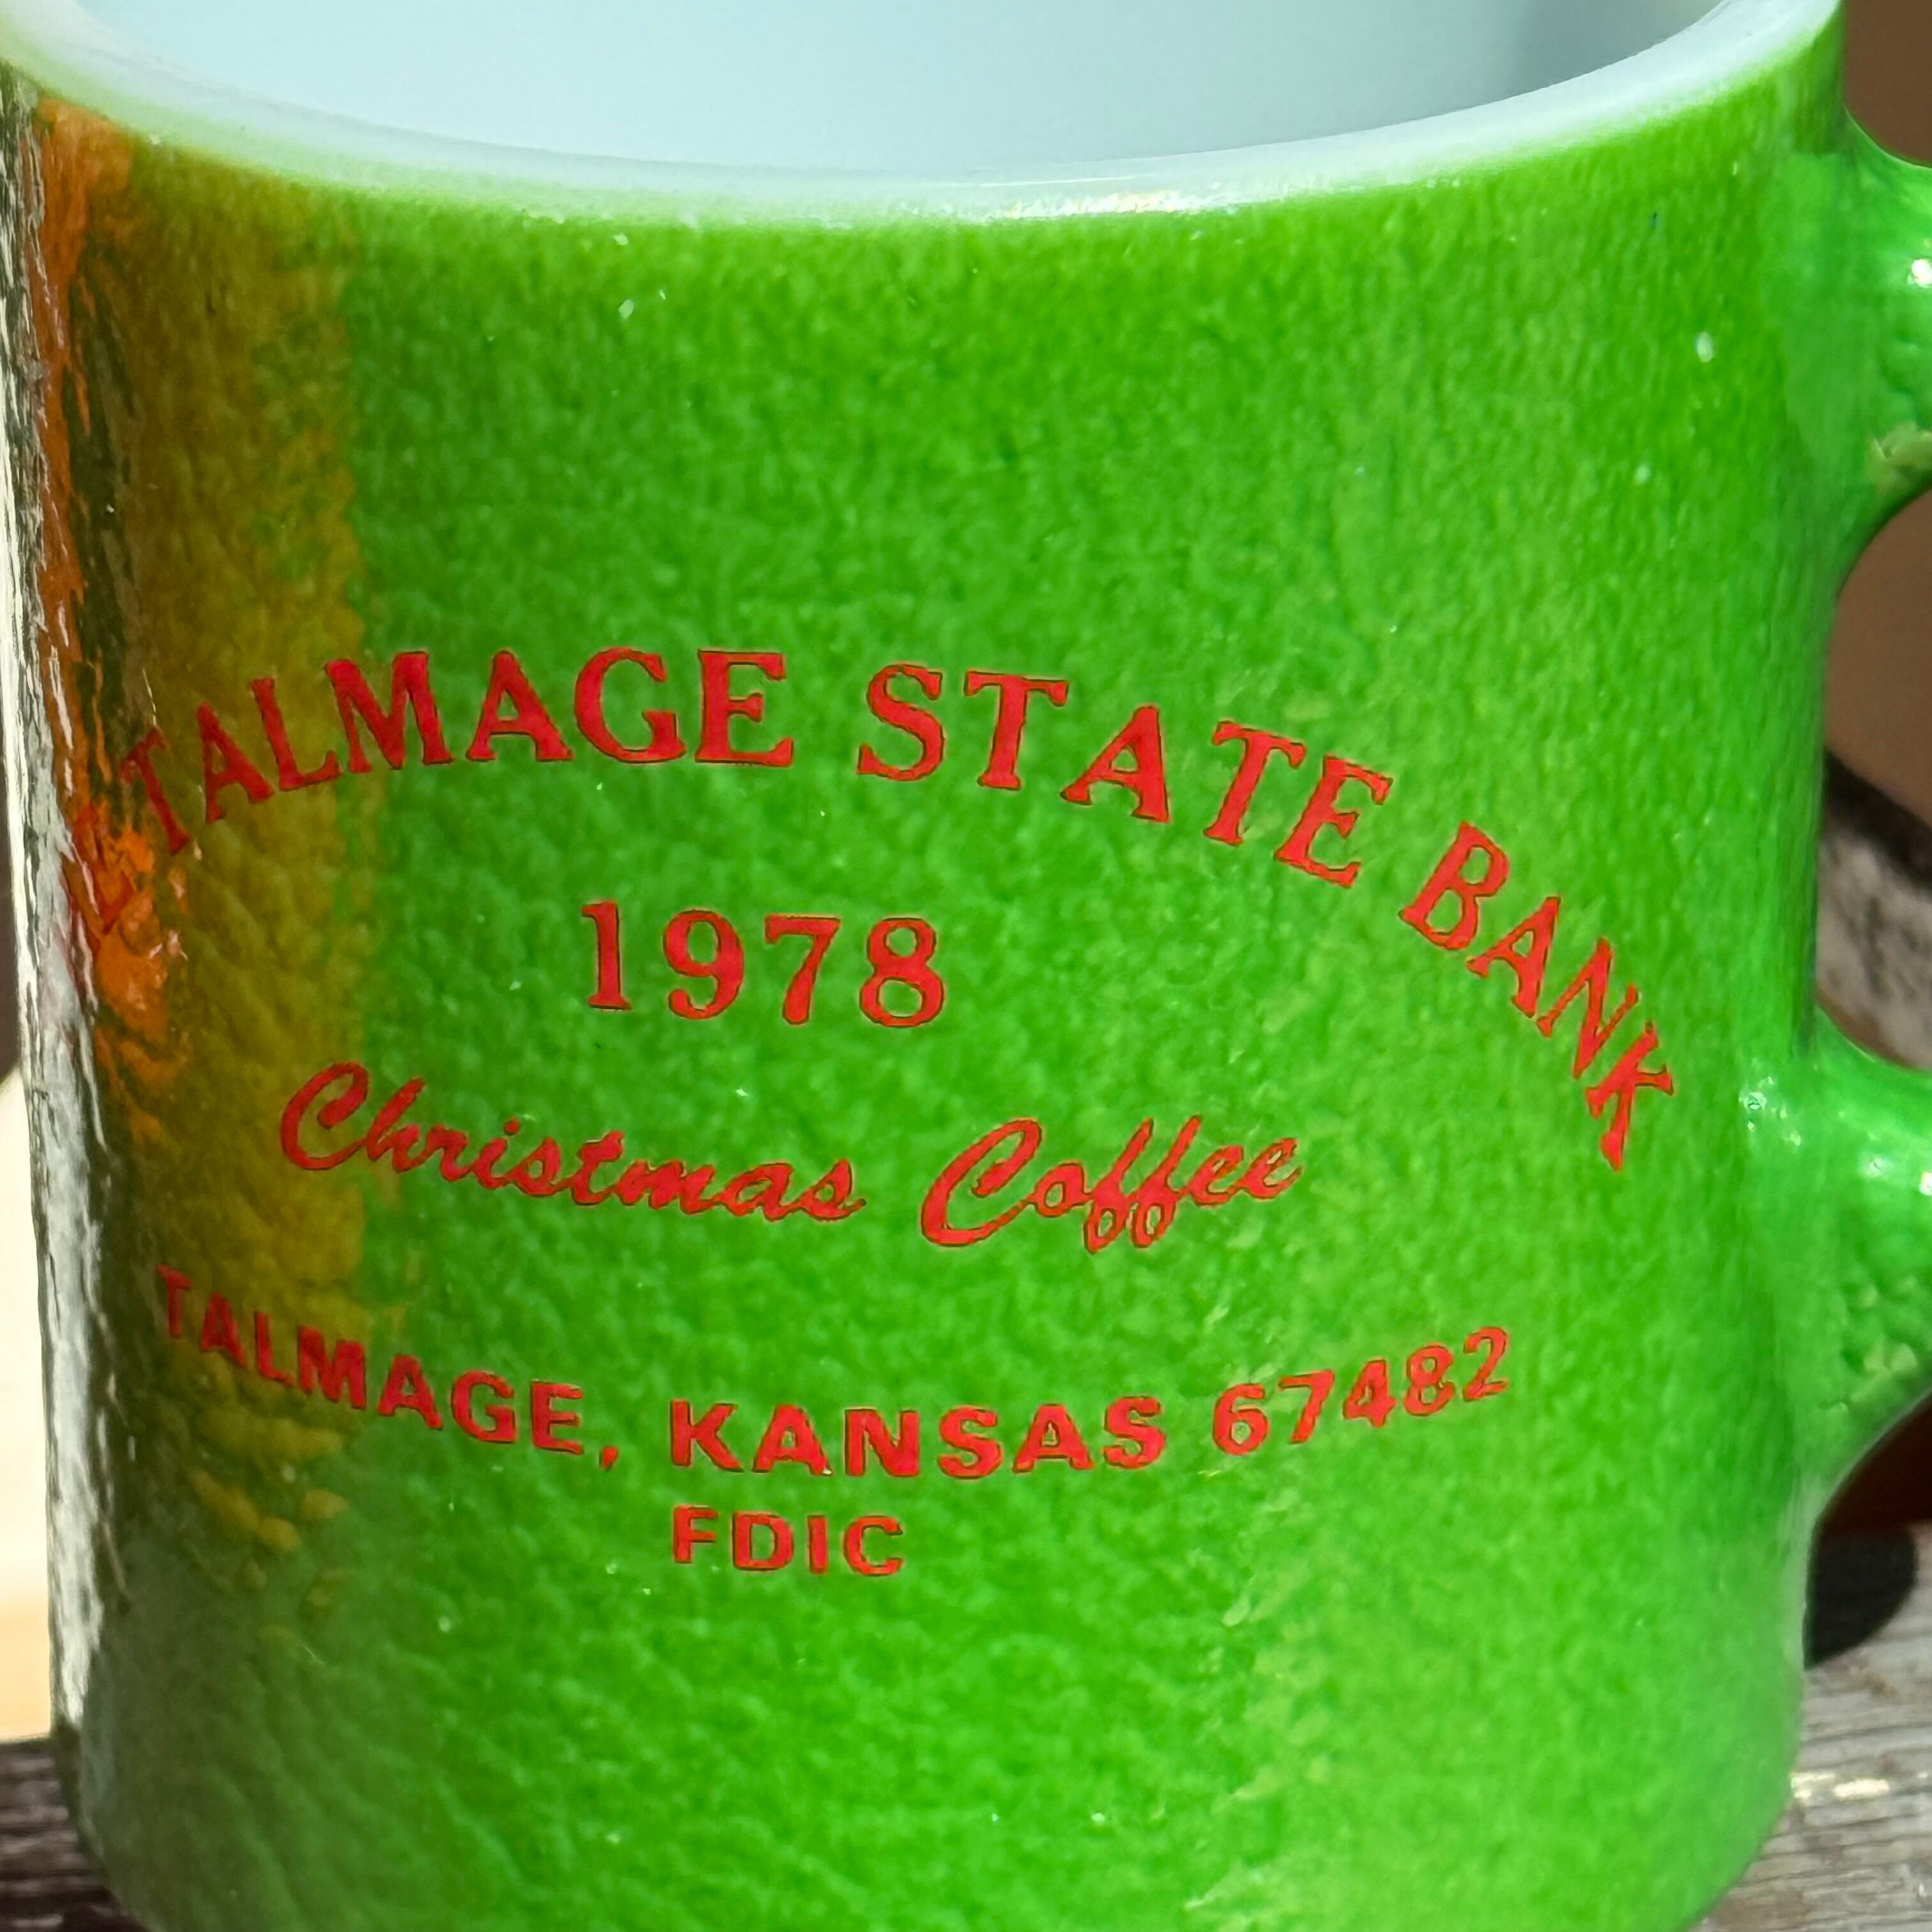 TALMAGE STATE BANK
1978
Christmas Coffee
TALMAGE, KANSAS 67482
FDIC